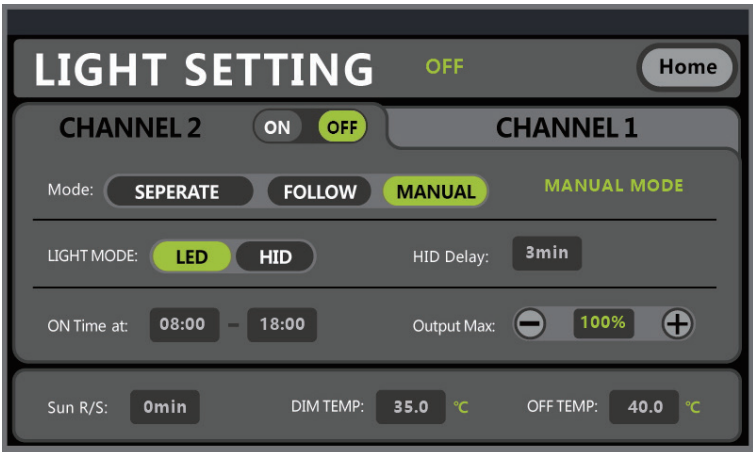 LIGHT SETTING OFF Home
CHANNEL 2 ON OFF CHANNEL 1
Mode: SEPERATE FOLLOW MANUAL MANUAL MODE
LIGHT MODE: LED HID HID Delay: 3min
ON Time at: 08:00 – 18:00 Output Max: − 100% +
Sun R/S: 0min DIM TEMP: 35.0 °C OFF TEMP: 40.0 °C